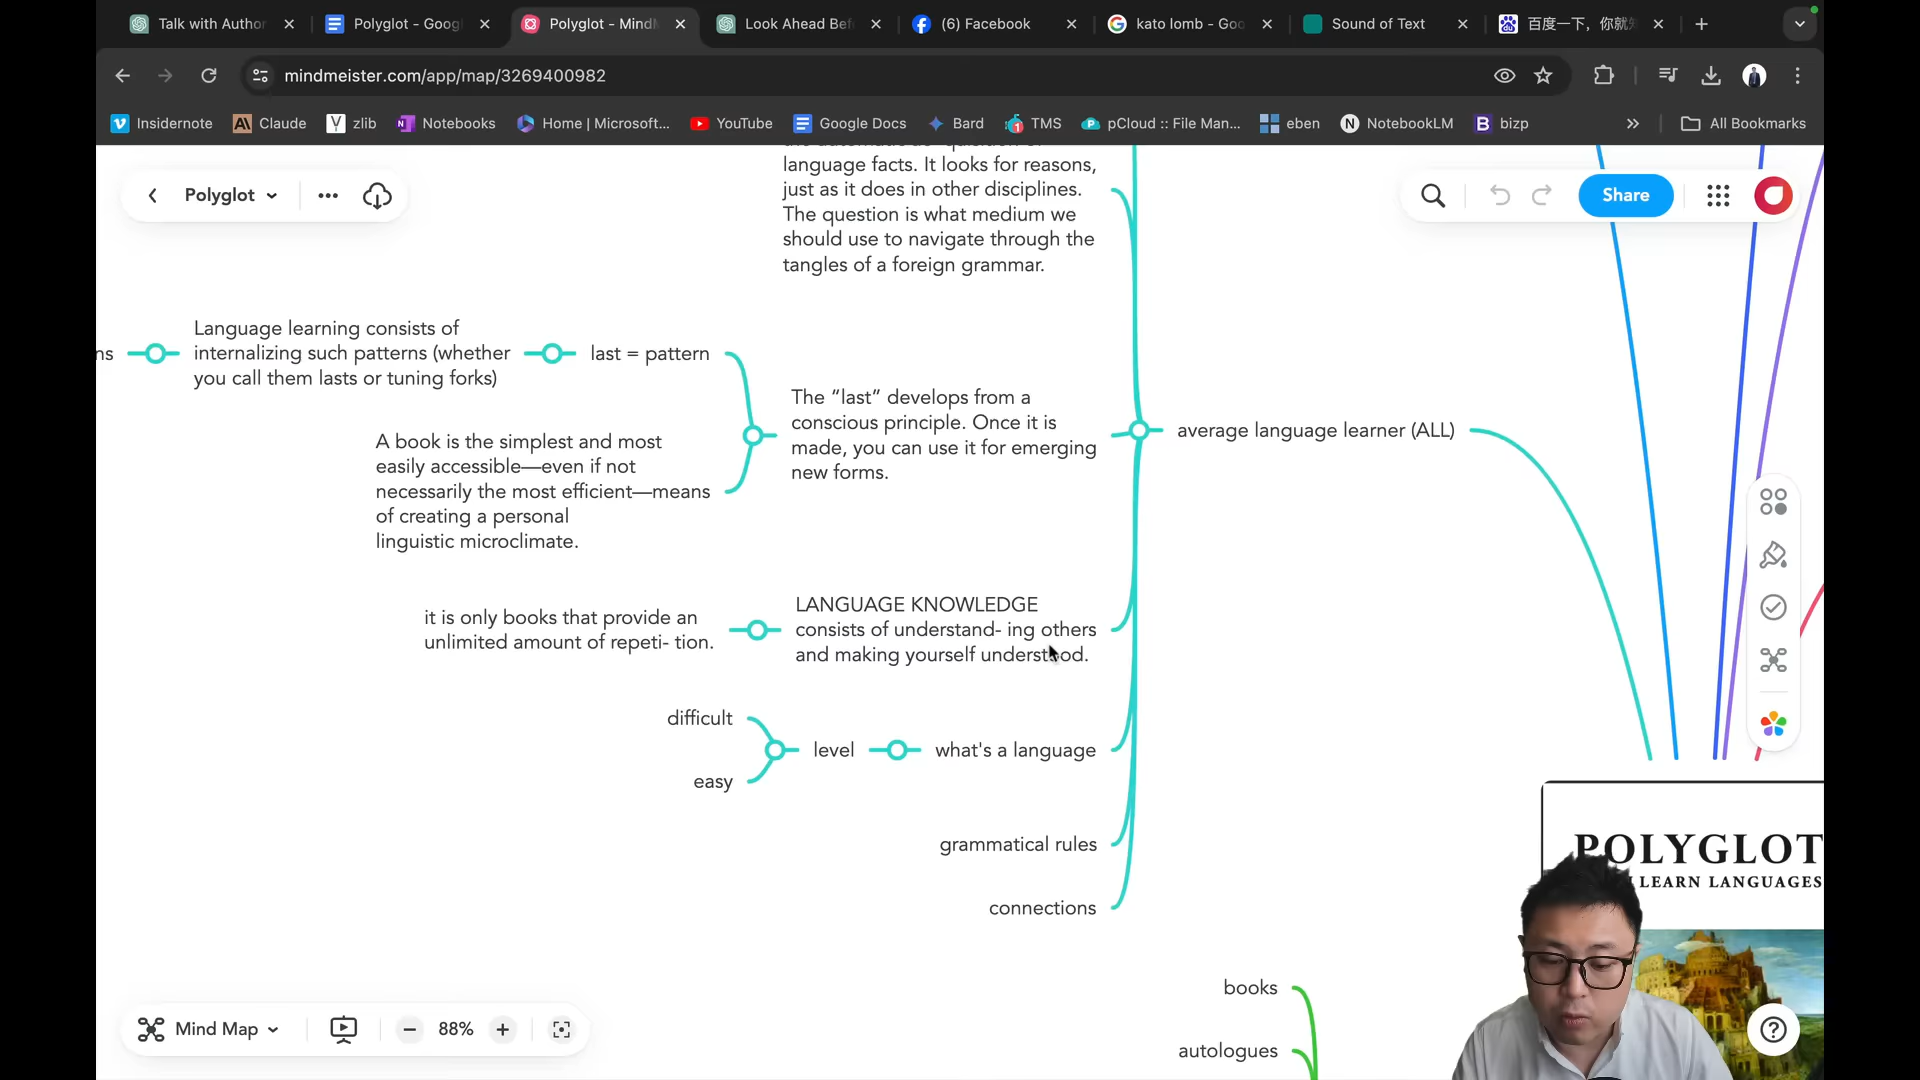 Talk with Author
Polyglot - Goog
Polyglot - MindM
Look Ahead Bef
(6) Facebook
kato lomb - Goo
Sound of Text
百度一下，你就
mindmeister.com/app/map/3269400982
Insidernote
Claude
zlib
Notebooks
Home | Microsoft...
YouTube
Google Docs
Bard
TMS
pCloud :: File Man...
eben
NotebookLM
bizp
All Bookmarks
Polyglot
Share
language facts. It looks for reasons,
just as it does in other disciplines.
The question is what medium we
should use to navigate through the
tangles of a foreign grammar.
ns
Language learning consists of
internalizing such patterns (whether
you call them lasts or tuning forks)
last = pattern
The “last” develops from a
conscious principle. Once it is
made, you can use it for emerging
new forms.
average language learner (ALL)
A book is the simplest and most
easily accessible—even if not
necessarily the most efficient—means
of creating a personal
linguistic microclimate.
it is only books that provide an
unlimited amount of repeti- tion.
LANGUAGE KNOWLEDGE
consists of understand- ing others
and making yourself understood.
difficult
easy
level
what's a language
grammatical rules
connections
POLYGLOT
LEARN LANGUAGES
books
autologues
Mind Map
88%